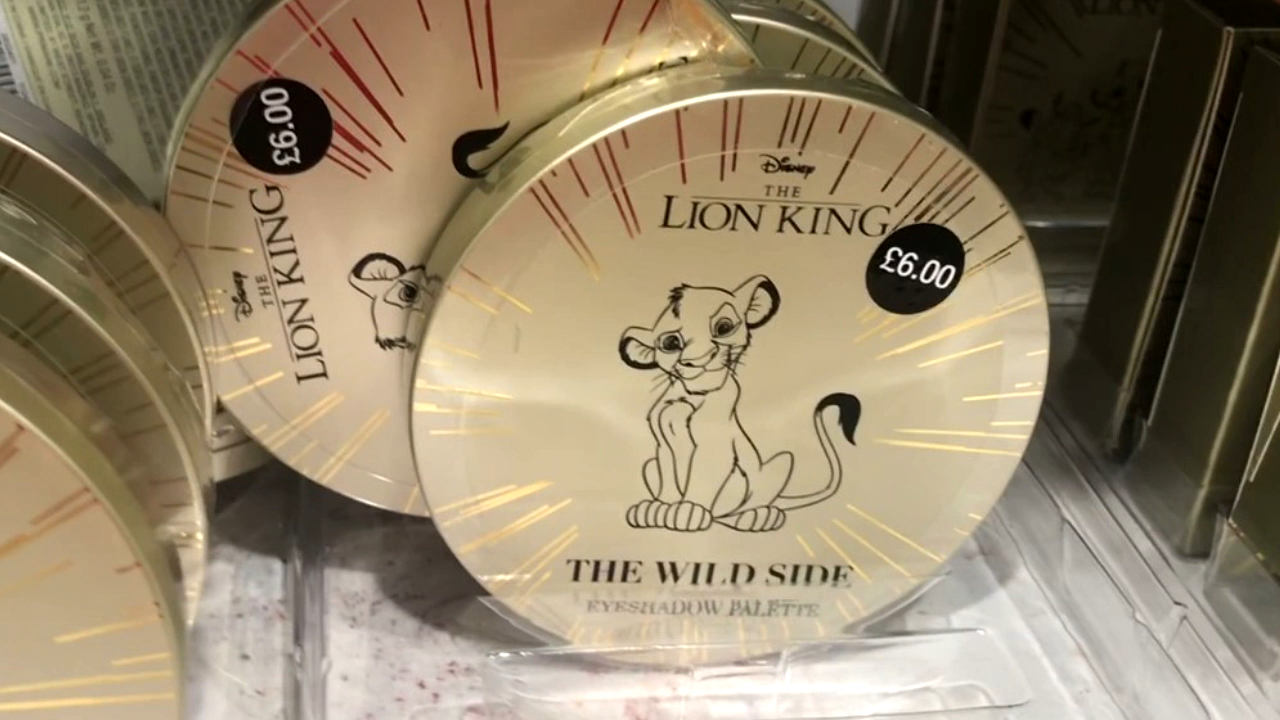 £6.00
Disney
THE
LION KING
Disney
THE
LION KING
£6.00
THE WILD SIDE
EYESHADOW PALETTE